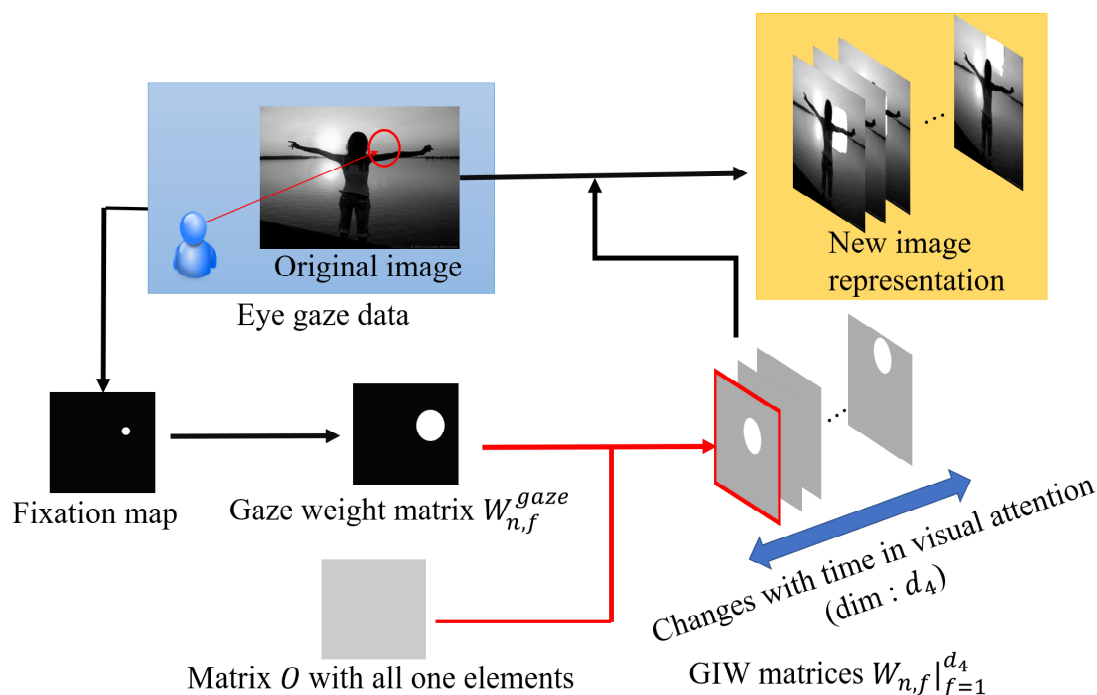 Original image
Eye gaze data
New image
representation
...
Fixation map
Gaze weight matrix $W_{n,f}^{gaze}$
...
Changes with time in visual attention
(dim : $d_4$)
Matrix $O$ with all one elements
GIW matrices $W_{n,f}|_{f=1}^{d_4}$